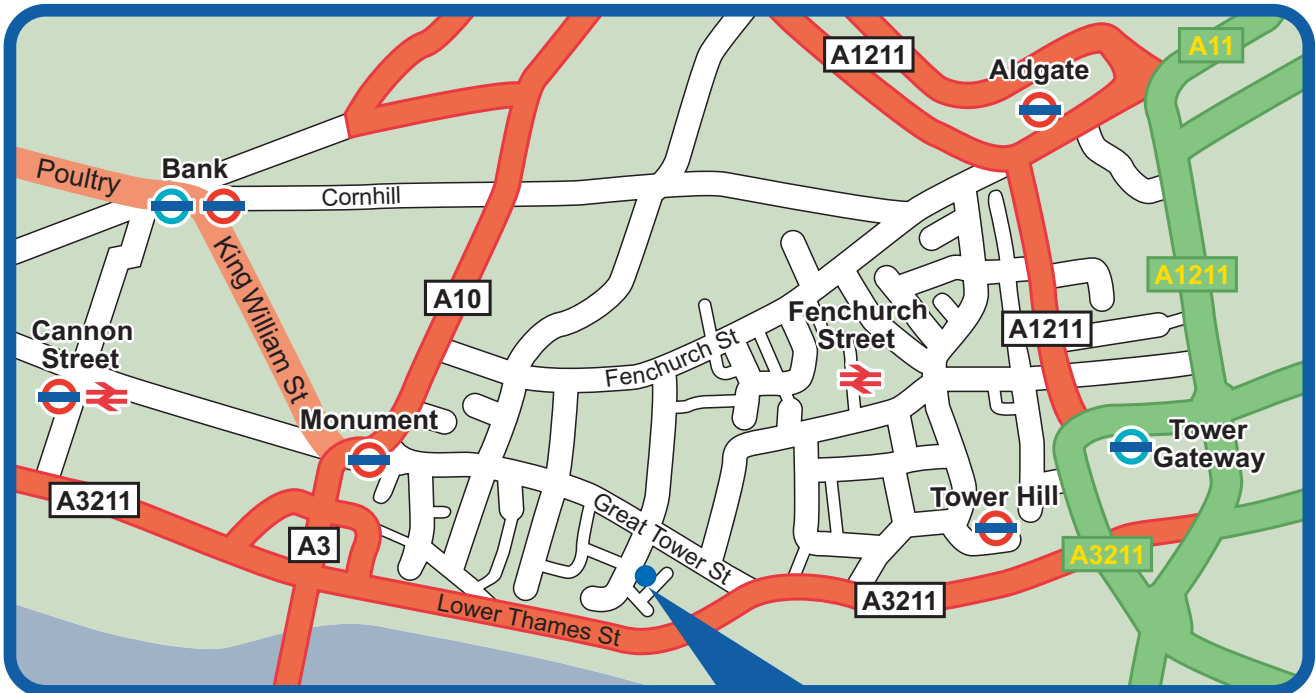 A11
A1211
Aldgate
Bank
Poultry
Cornhill
King William St
A10
A1211
Cannon
Street
Fenchurch
Street
A1211
Fenchurch St
Monument
Tower
Gateway
A3211
Great Tower St
Tower Hill
A3
A3211
Lower Thames St
A3211